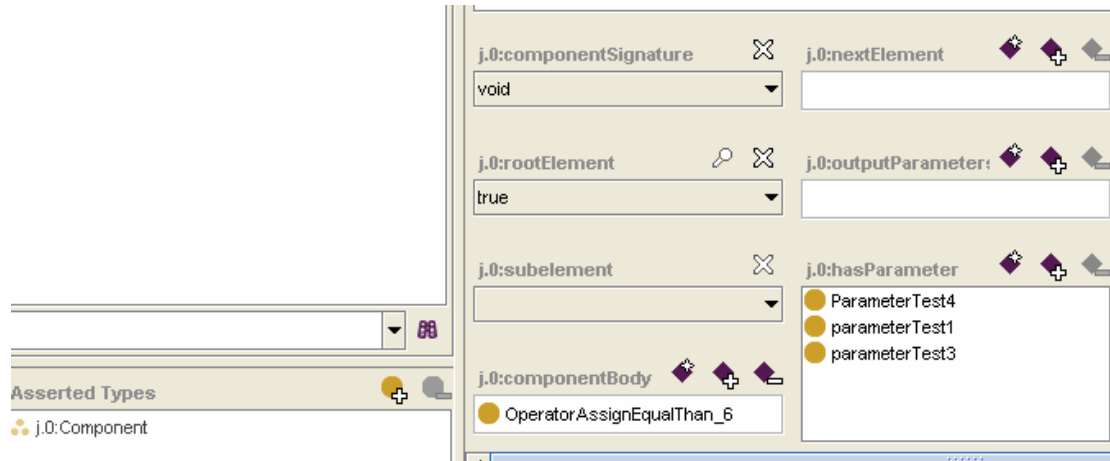 j.0:componentSignature
j.0:nextElement
void
j.0:rootElement
j.0:outputParameters
true
j.0:subelement
j.0:hasParameter
ParameterTest4
parameterTest1
parameterTest3
j.0:componentBody
OperatorAssignEqualThan_6
Asserted Types
j.0:Component